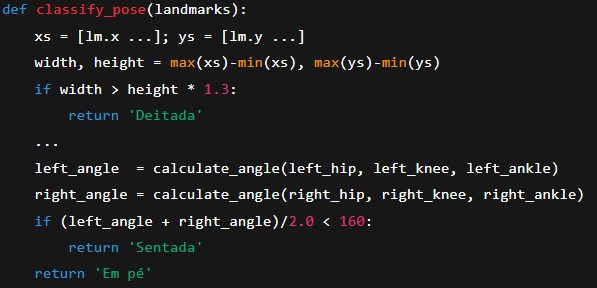 def classify_pose(landmarks):
    xs = [lm.x ...]; ys = [lm.y ...]
    width, height = max(xs)-min(xs), max(ys)-min(ys)
    if width > height * 1.3:
        return 'Deitada'
    ...
    left_angle  = calculate_angle(left_hip, left_knee, left_ankle)
    right_angle = calculate_angle(right_hip, right_knee, right_ankle)
    if (left_angle + right_angle)/2.0 < 160:
        return 'Sentada'
    return 'Em pé'